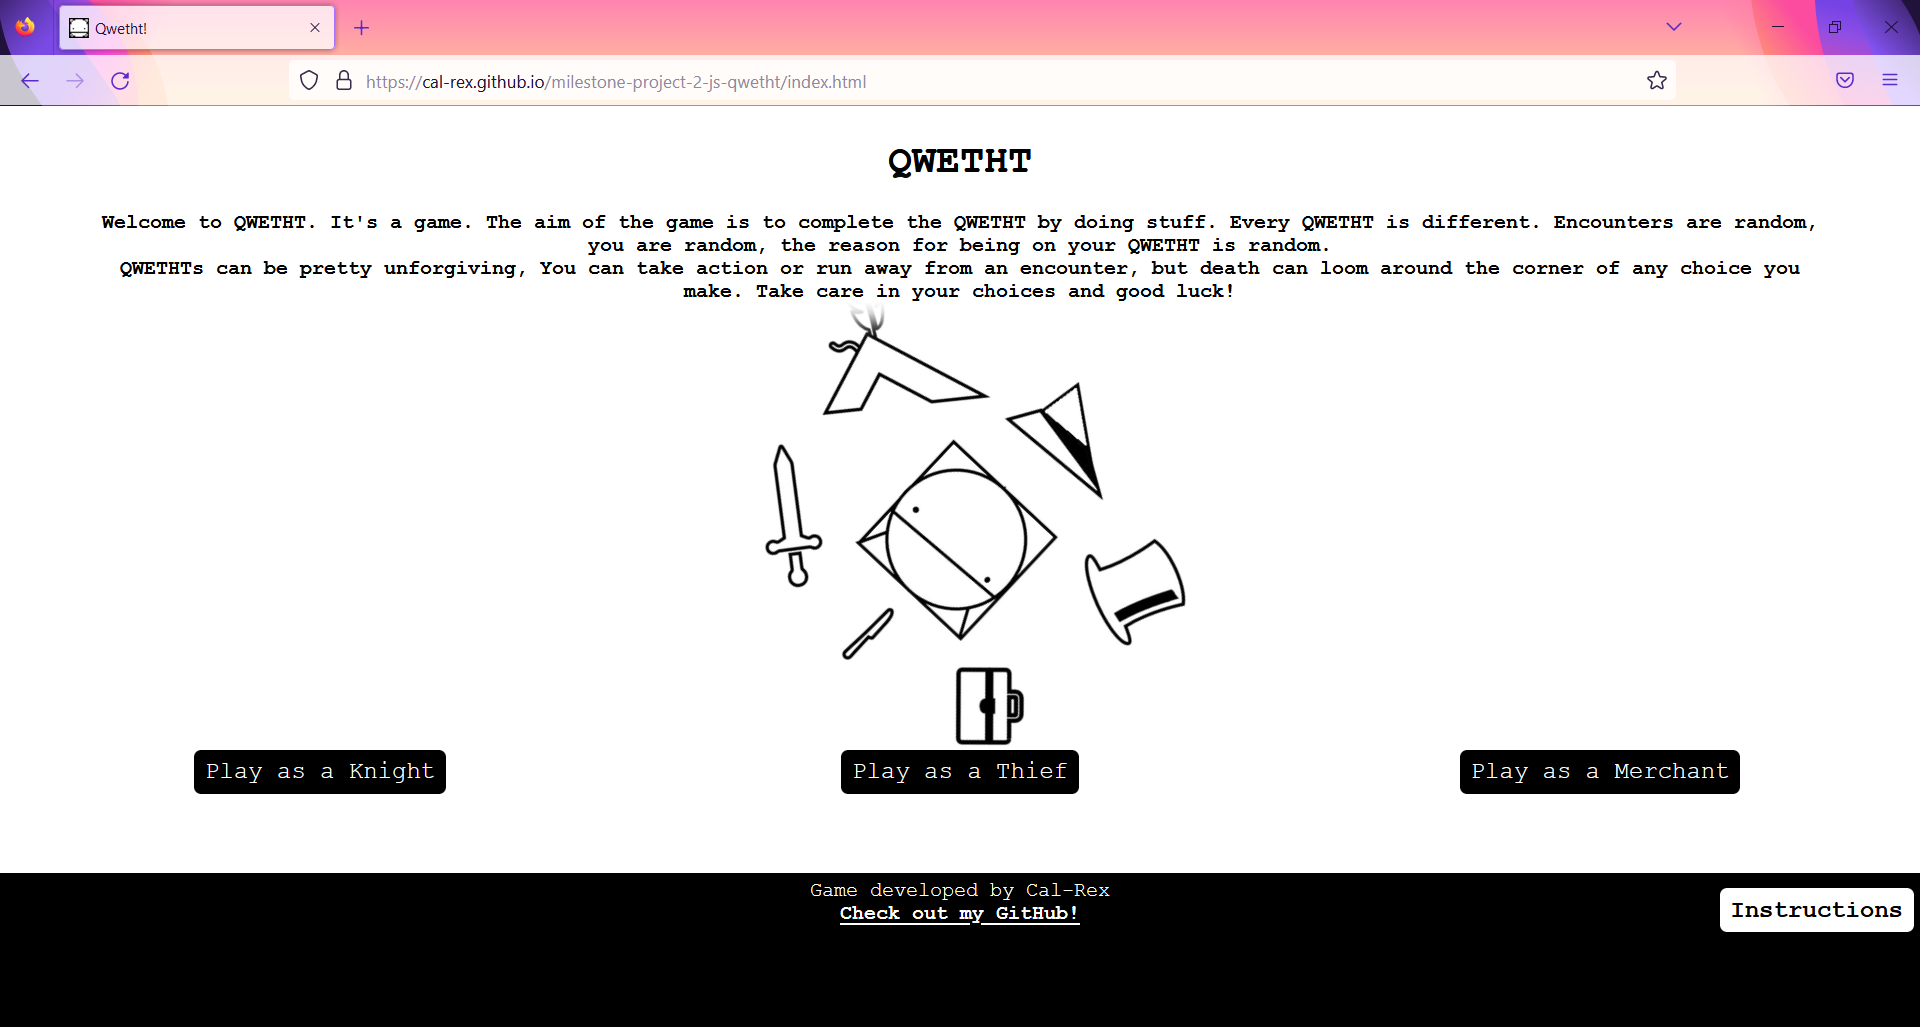 Qwetht!
https://cal-rex.github.io/milestone-project-2-js-qwetht/index.html
QWETHT
Welcome to QWETHT. It's a game. The aim of the game is to complete the QWETHT by doing stuff. Every QWETHT is different. Encounters are random,
you are random, the reason for being on your QWETHT is random.
QWETHTs can be pretty unforgiving, You can take action or run away from an encounter, but death can loom around the corner of any choice you
make. Take care in your choices and good luck!
Play as a Knight
Play as a Thief
Play as a Merchant
Game developed by Cal-Rex
Check out my GitHub!
Instructions